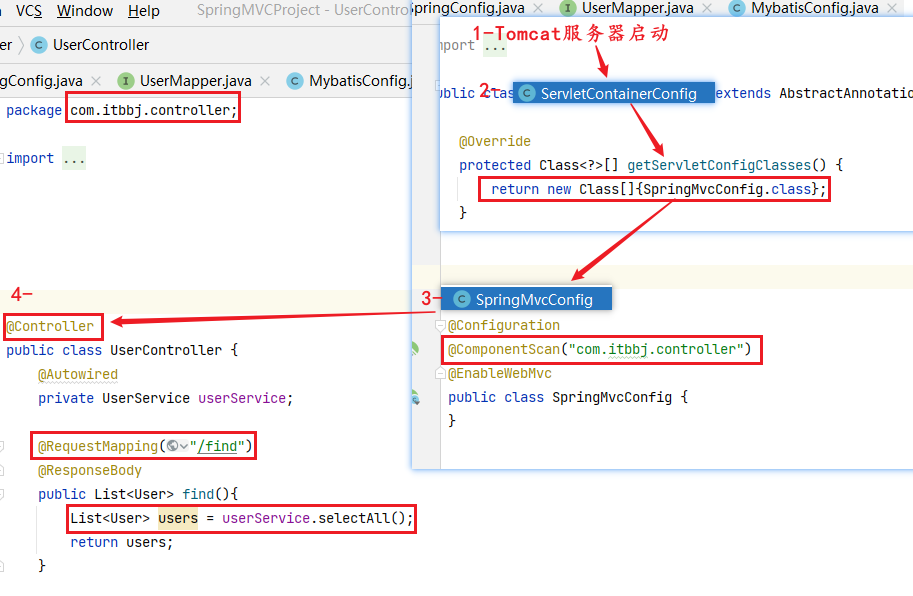 VCS Window Help SpringMVCProject - UserContro
er UserController
gConfig.java UserMapper.java MybatisConfig.j
package com.itbbj.controller;
import ...
4-
@Controller
public class UserController {
@Autowired
private UserService userService;
@RequestMapping("/find")
@ResponseBody
public List<User> find(){
List<User> users = userService.selectAll();
return users;
}
pringConfig.java UserMapper.java MybatisConfig.java
1-Tomcat服务器启动
mport ...
2-
ublic clas ServletContainerConfig extends AbstractAnnotatio
@Override
protected Class<?>[] getServletConfigClasses() {
return new Class[]{SpringMvcConfig.class};
}
3- SpringMvcConfig
@Configuration
@ComponentScan("com.itbbj.controller")
@EnableWebMvc
public class SpringMvcConfig {
}